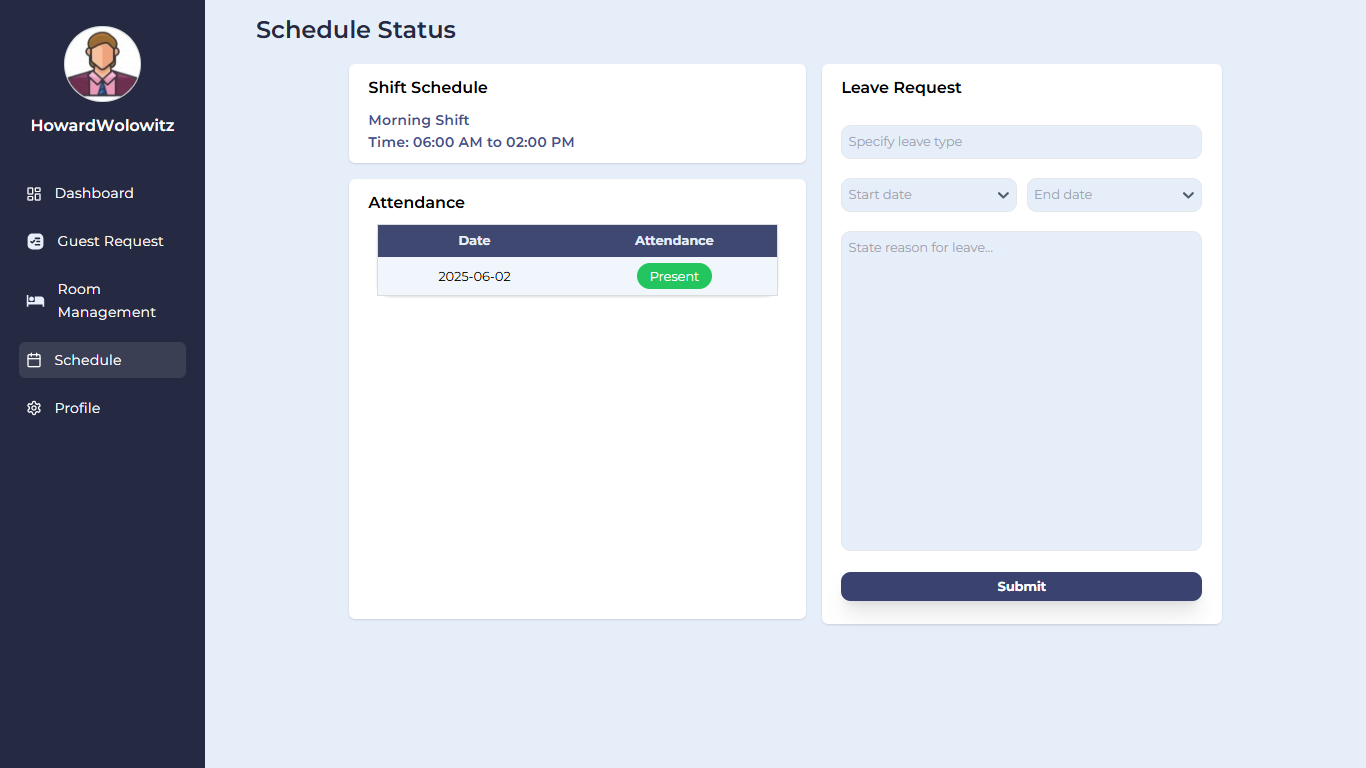 HowardWolowitz
Dashboard
Guest Request
Room
Management
Schedule
Profile
Schedule Status
Shift Schedule
Morning Shift
Time: 06:00 AM to 02:00 PM
Attendance
Date Attendance
2025-06-02 Present
Leave Request
Specify leave type
Start date End date
State reason for leave...
Submit